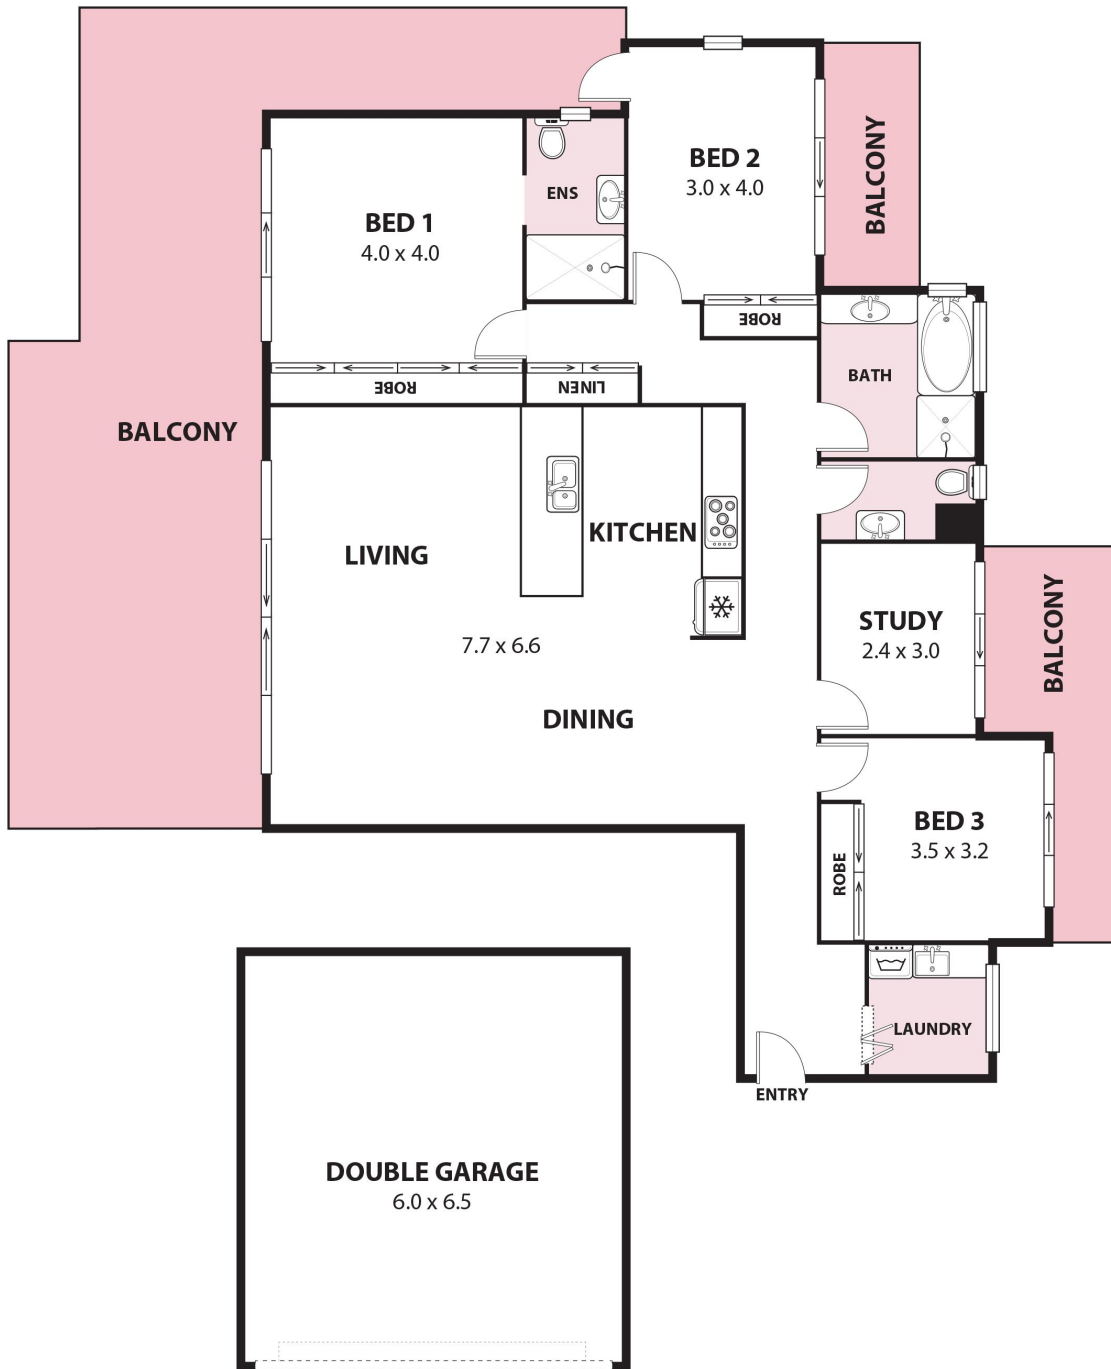 BED 2
3.0 x 4.0
BALCONY
ENS
BED 1
4.0 x 4.0
ROBE
BATH
ROBE
LINEN
BALCONY
KITCHEN
LIVING
STUDY
2.4 x 3.0
BALCONY
7.7 x 6.6
DINING
BED 3
3.5 x 3.2
ROBE
LAUNDRY
ENTRY
DOUBLE GARAGE
6.0 x 6.5